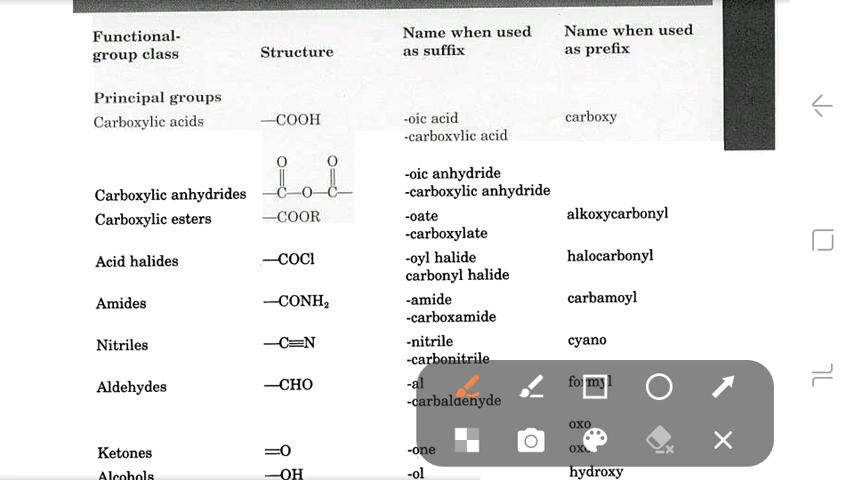 Functional-
group class
Structure
Name when used
as suffix
Name when used
as prefix
Principal groups
Carboxylic acids —COOH -oic acid carboxy
-carboxylic acid
O O
Carboxylic anhydrides —C—O—C— -oic anhydride
-carboxylic anhydride
Carboxylic esters —COOR -oate alkoxycarbonyl
-carboxylate
Acid halides —COCl -oyl halide halocarbonyl
carbonyl halide
Amides —CONH₂ -amide carbamoyl
-carboxamide
Nitriles —C≡N -nitrile cyano
-carbonitrile
Aldehydes —CHO -al formyl
-carbaldehyde
oxo
Ketones =O -one oxo
Alcohols —OH -ol hydroxy